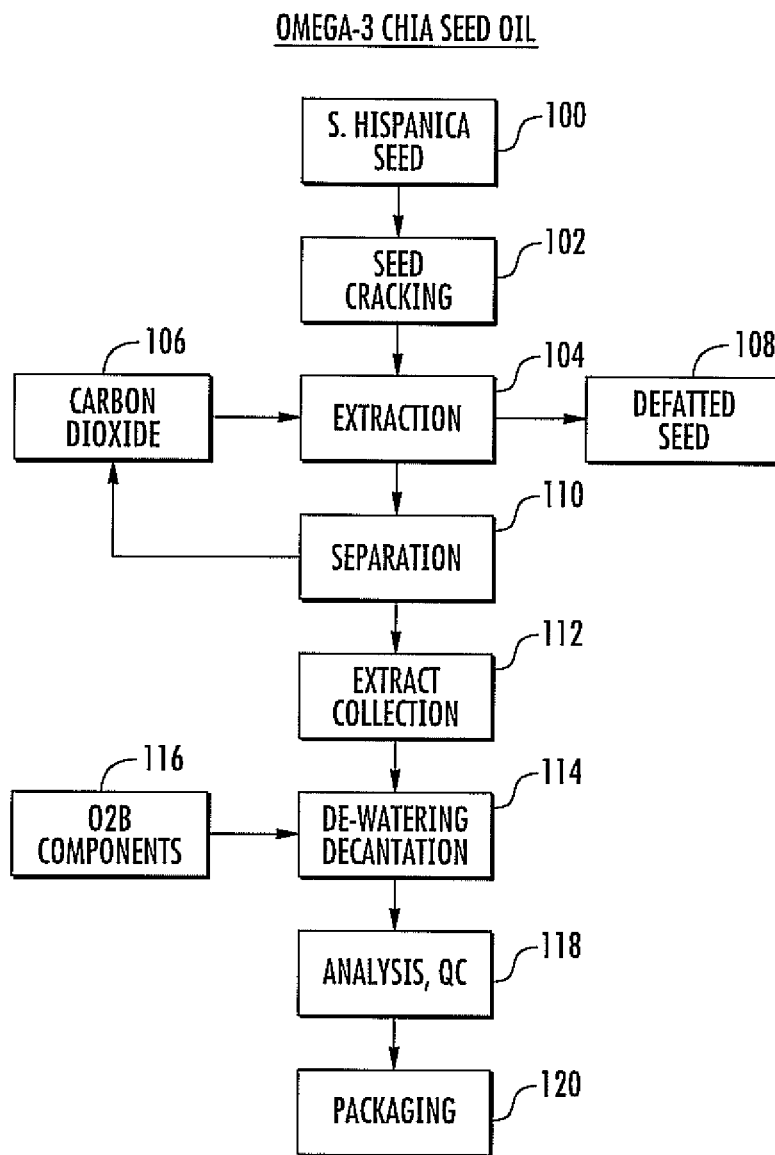 OMEGA-3 CHIA SEED OIL
S. HISPANICA
SEED
100
SEED
CRACKING
102
106
CARBON
DIOXIDE
EXTRACTION
104
108
DEFATTED
SEED
SEPARATION
110
EXTRACT
COLLECTION
112
116
O2B
COMPONENTS
DE-WATERING
DECANTATION
114
ANALYSIS, QC
118
PACKAGING
120